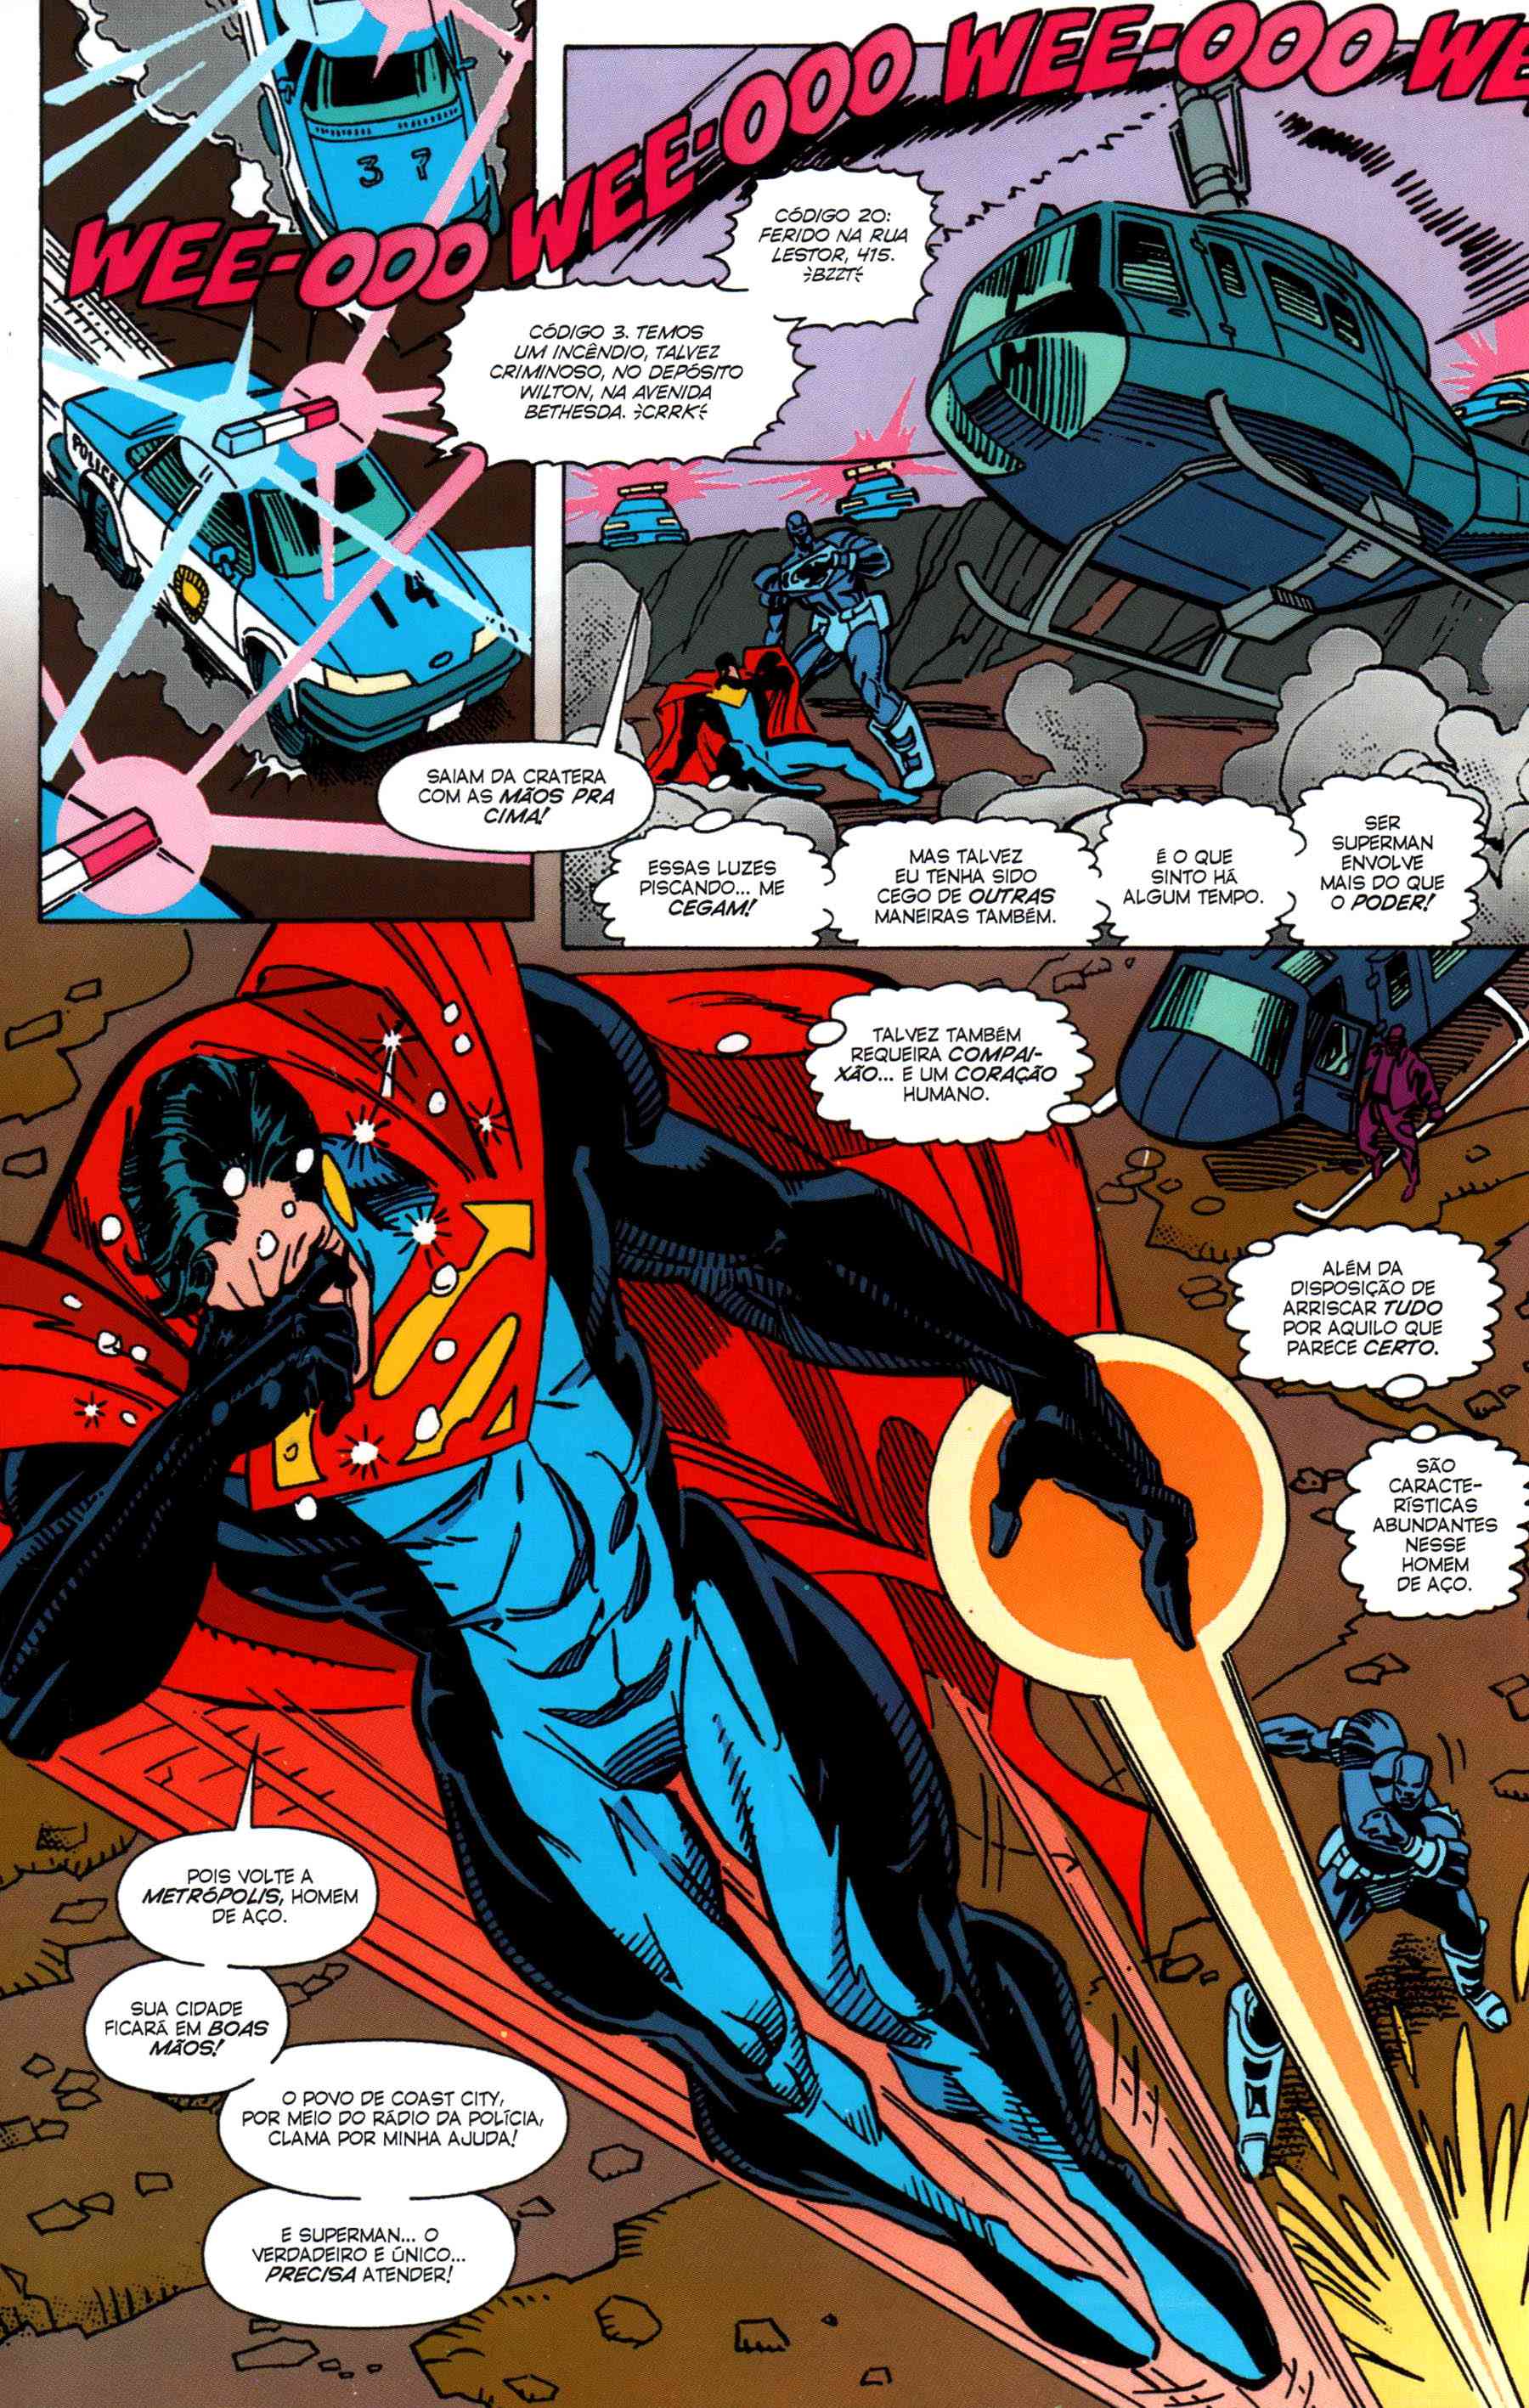 37
WEE-OOO WEE-OOO WEE-OOO WEE-OOO WE
CÓDIGO 20:
FERIDO NA RUA
LESTOR, 415.
BZZT
CÓDIGO 3. TEMOS
UM INCÊNDIO, TALVEZ
CRIMINOSO, NO DEPÓSITO
WILTON, NA AVENIDA
BETHESDA. CRRK
POLICE
14
SAIAM DA CRATERA
COM AS MÃOS PRA
CIMA!
ESSAS LUZES
PISCANDO... ME
CEGAM!
MAS TALVEZ
EU TENHA SIDO
CEGO DE OUTRAS
MANEIRAS TAMBÉM.
É O QUE
SINTO HÁ
ALGUM TEMPO.
SER
SUPERMAN
ENVOLVE
MAIS DO QUE
O PODER!
TALVEZ TAMBÉM
REQUEIRA COMPAI-
XÃO... E UM CORAÇÃO
HUMANO.
ALÉM DA
DISPOSIÇÃO DE
ARRISCAR TUDO
POR AQUILO QUE
PARECE CERTO.
SÃO
CARACTE-
RÍSTICAS
ABUNDANTES
NESSE
HOMEM
DE AÇO.
POIS VOLTE A
METRÓPOLIS, HOMEM
DE AÇO.
SUA CIDADE
FICARÁ EM BOAS
MÃOS!
O POVO DE COAST CITY,
POR MEIO DO RÁDIO DA POLÍCIA,
CLAMA POR MINHA AJUDA!
E SUPERMAN... O
VERDADEIRO E ÚNICO...
PRECISA ATENDER!